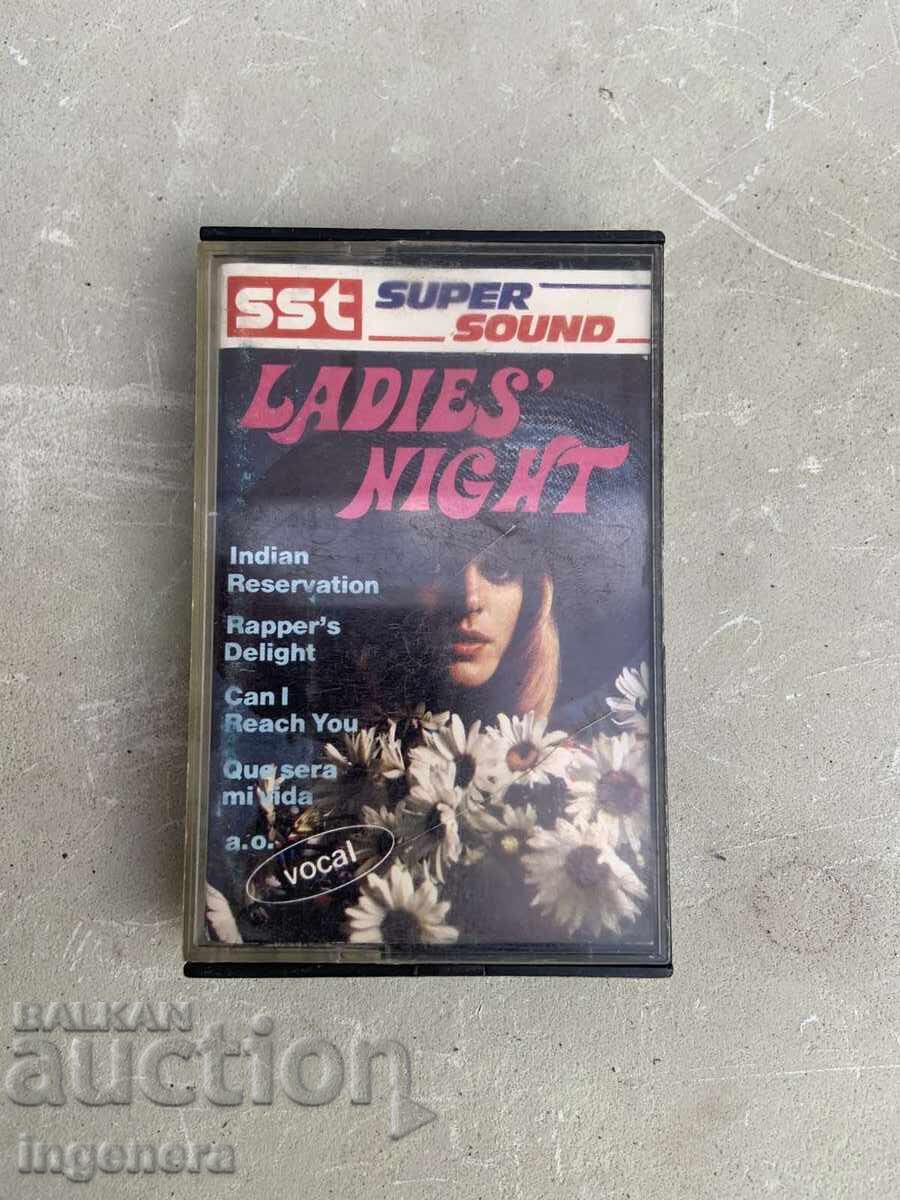 sst SUPER
SOUND
LADIES'
NIGHT
Indian
Reservation
Rapper's
Delight
Can I
Reach You
Que sera
mi vida
a.o.
vocal
BALKAN
auction
ingenera